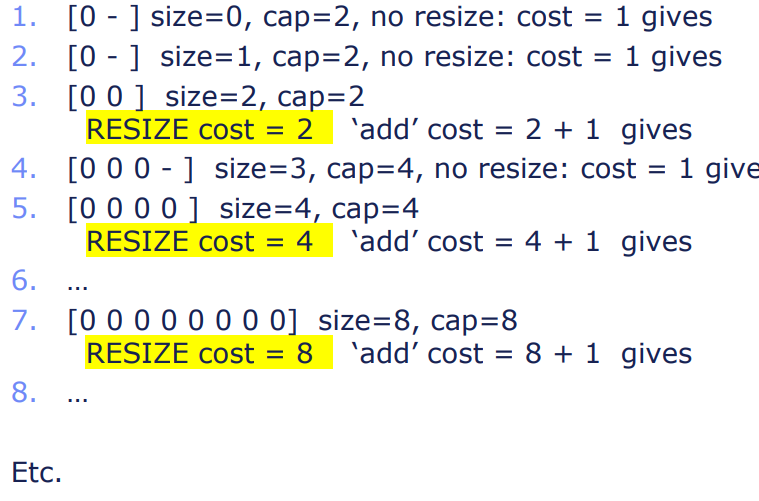 1. [0 - ] size=0, cap=2, no resize: cost = 1 gives
2. [0 - ]  size=1, cap=2, no resize: cost = 1 gives
3. [0 0 ]  size=2, cap=2
RESIZE cost = 2   ‘add’ cost = 2 + 1  gives
4. [0 0 0 - ]  size=3, cap=4, no resize: cost = 1 give
5. [0 0 0 0 ]  size=4, cap=4
RESIZE cost = 4   ‘add’ cost = 4 + 1  gives
6. …
7. [0 0 0 0 0 0 0 0]  size=8, cap=8
RESIZE cost = 8   ‘add’ cost = 8 + 1  gives
8. …
Etc.